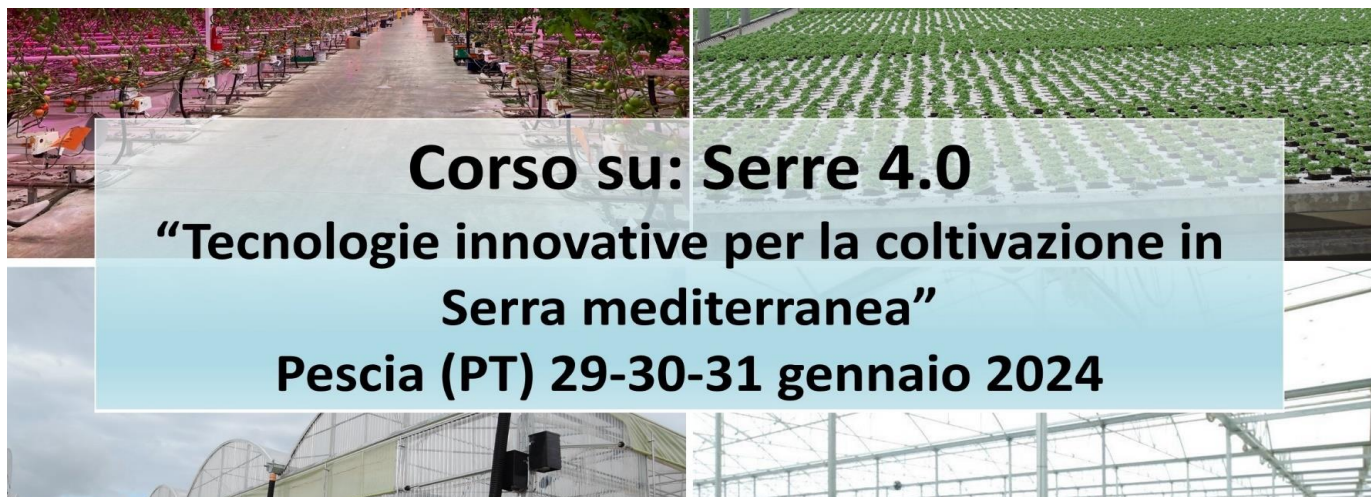 Corso su: Serre 4.0
“Tecnologie innovative per la coltivazione in
Serra mediterranea”
Pescia (PT) 29-30-31 gennaio 2024